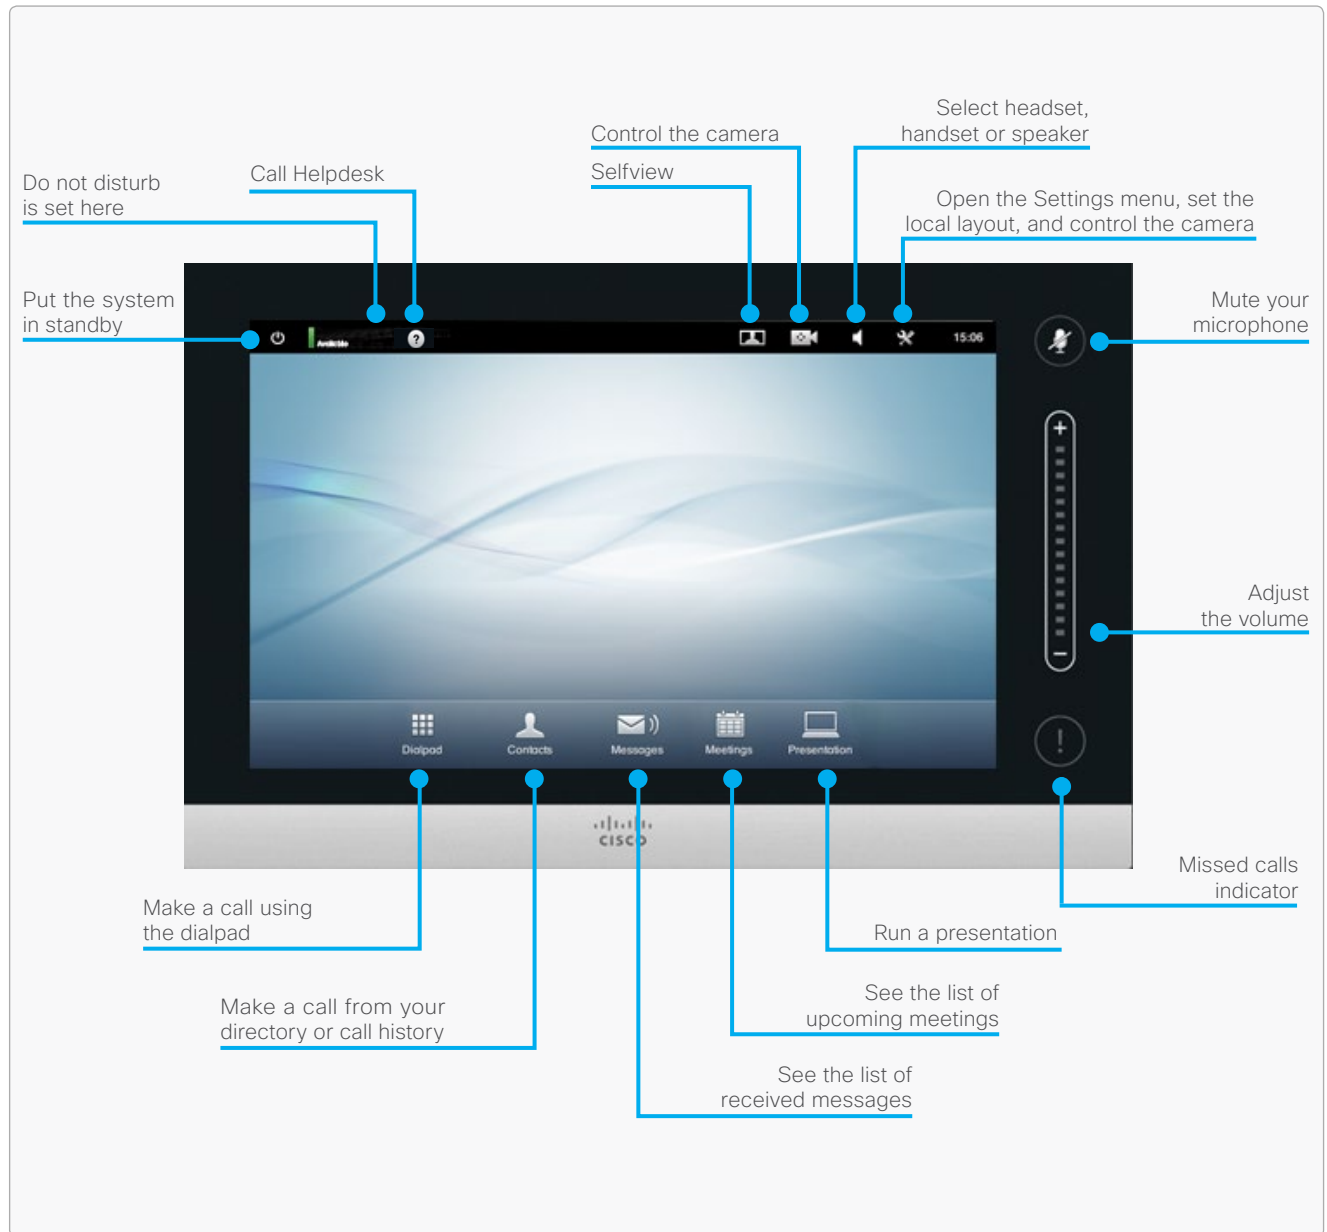 Select headset,
handset or speaker
Control the camera
Call Helpdesk
Selfview
Do not disturb
is set here
Open the Settings menu, set the
local layout, and control the camera
Put the system
in standby
Mute your
microphone
?
15:06
+
Adjust
the volume
−
Dialpad
Contacts
Messages
Meetings
Presentation
!
CISCO
Missed calls
indicator
Make a call using
the dialpad
Run a presentation
Make a call from your
directory or call history
See the list of
upcoming meetings
See the list of
received messages